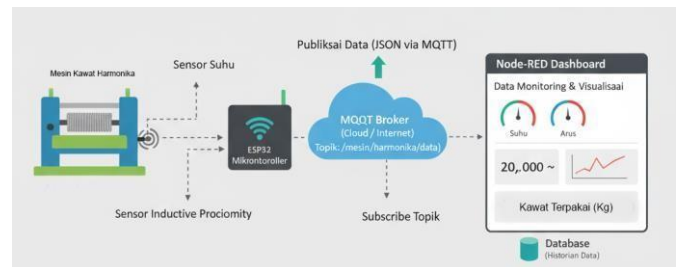 Publiksai Data (JSON via MQTT)
Sensor Suhu
Mesin Kawat Harmonika
Node-RED Dashboard
Data Monitoring & Visualisaai
Suhu
Arus
MQQT Broker
(Cloud / Internet)
Topik: /mesin/harmonika/data)
ESP32
Mikrontoroller
20,.000 ~
Kawat Terpakai (Kg)
Sensor Inductive Prociomity
Subscribe Topik
Database
(Historian Data)